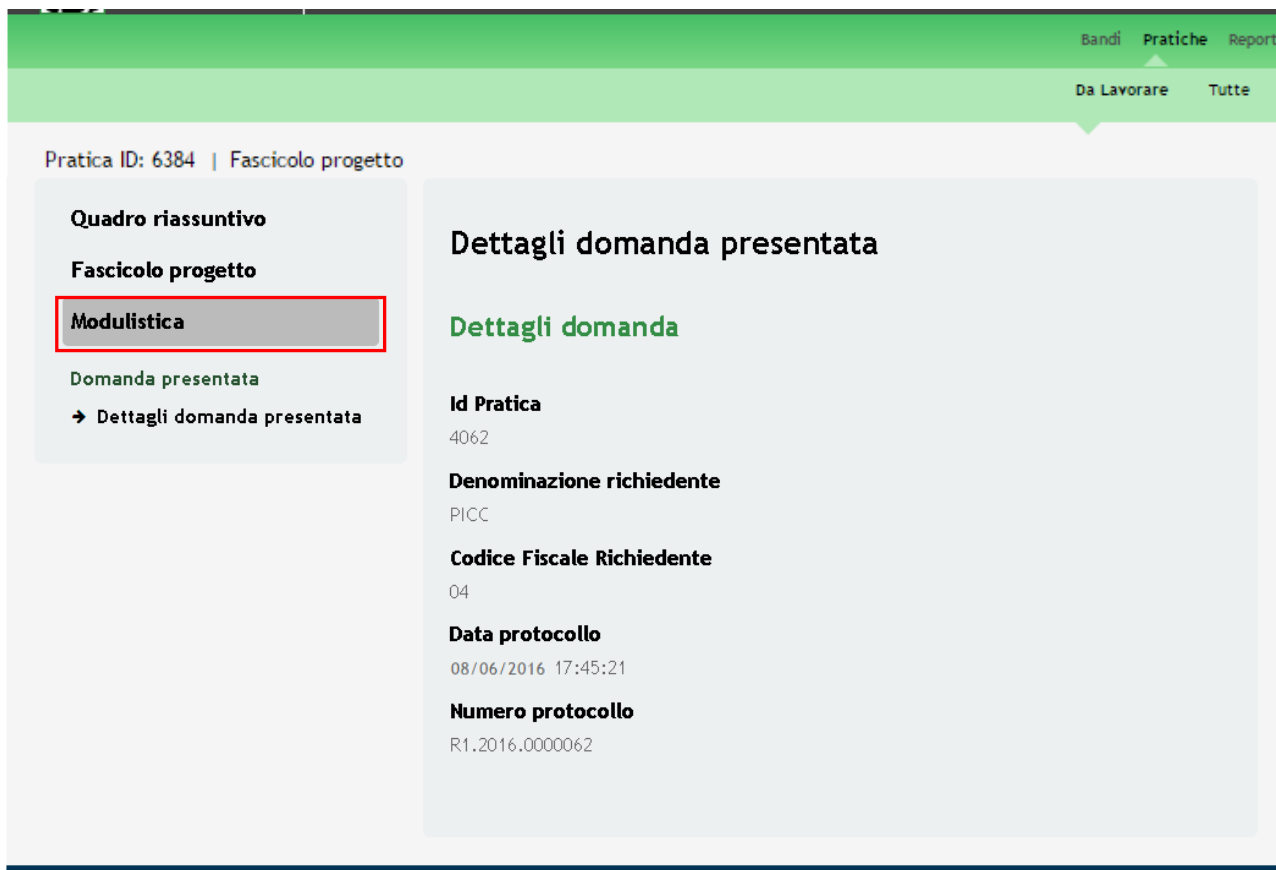 Bandi Pratiche Report
Da Lavorare Tutte
Pratica ID: 6384 | Fascicolo progetto
Quadro riassuntivo
Fascicolo progetto
Modulistica
Domanda presentata
→ Dettagli domanda presentata
Dettagli domanda presentata
Dettagli domanda
Id Pratica
4062
Denominazione richiedente
PICC
Codice Fiscale Richiedente
04
Data protocollo
08/06/2016 17:45:21
Numero protocollo
R1.2016.0000062